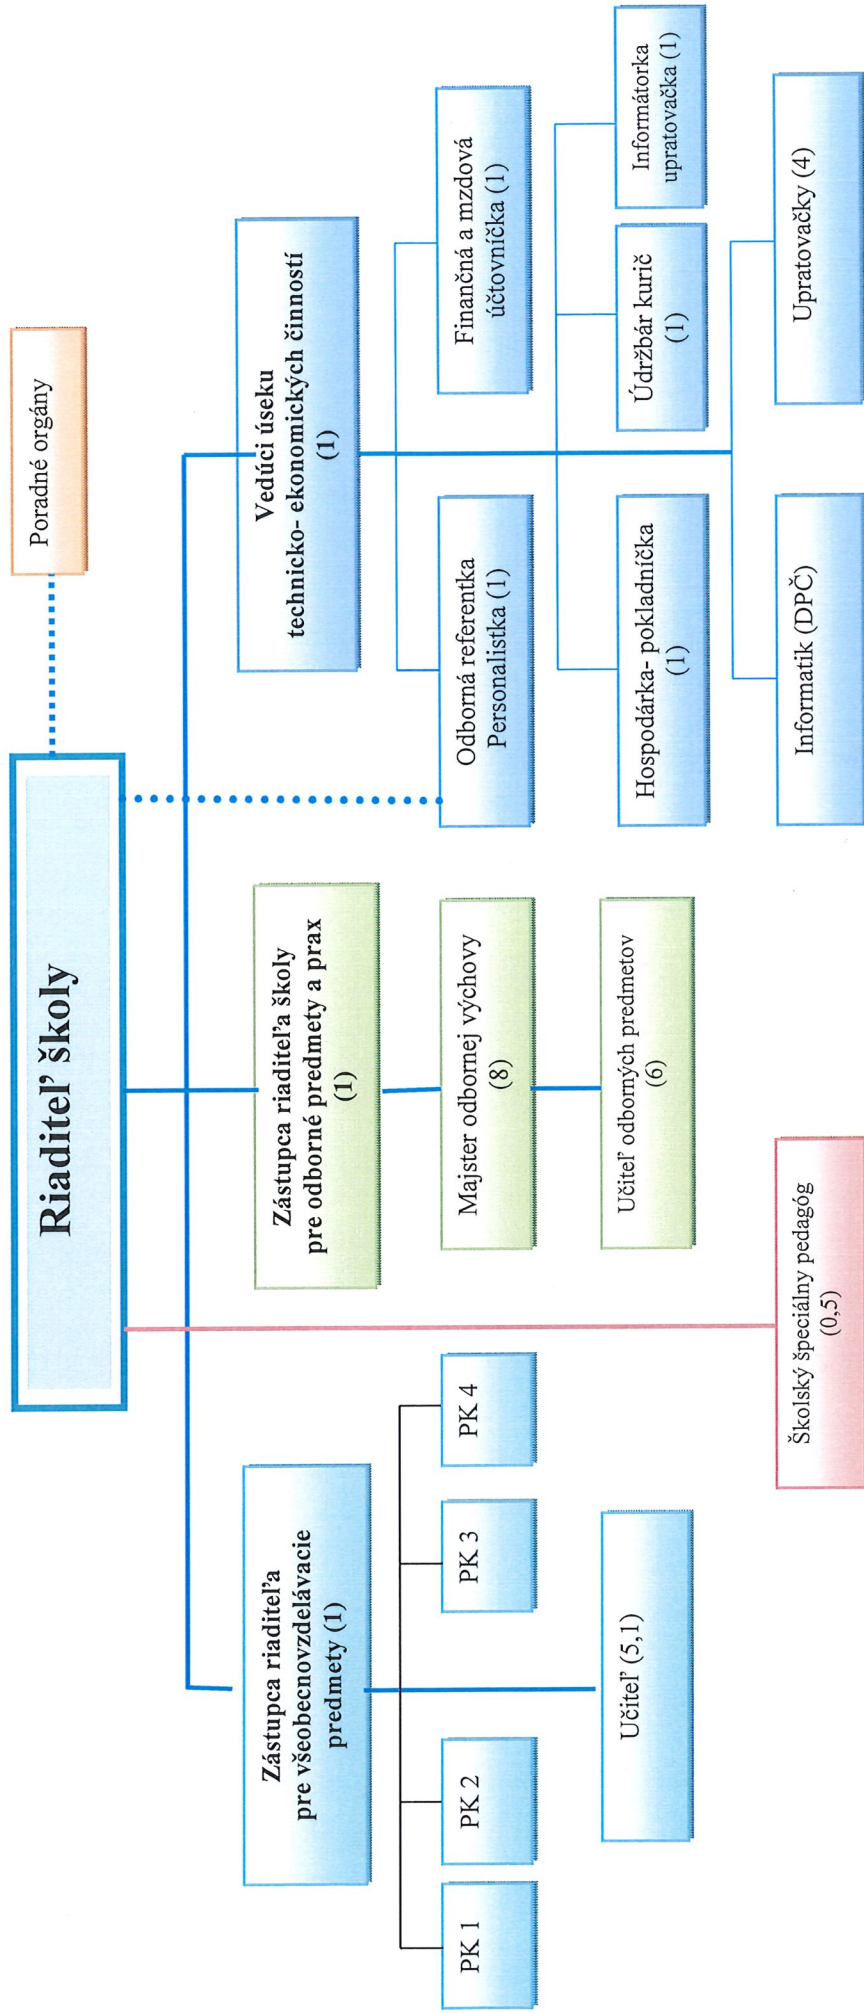 Riaditeľ školy
Poradné orgány
Zástupca riaditeľa
pre všeobecnovzdelávacie
predmety (1)
Zástupca riaditeľa školy
pre odborné predmety a prax
(1)
Vedúci úseku
technicko- ekonomických činností
(1)
PK 1
PK 2
PK 3
PK 4
Majster odbornej výchovy
(8)
Odborná referentka
Personalistka (1)
Finančná a mzdová
účtovníčka (1)
Učiteľ (5,1)
Učiteľ odborných predmetov
(6)
Hospodárka- pokladníčka
(1)
Údržbár kurič
(1)
Informátorka
upratovačka (1)
Školský špeciálny pedagóg
(0,5)
Informatik (DPČ)
Upratovačky (4)